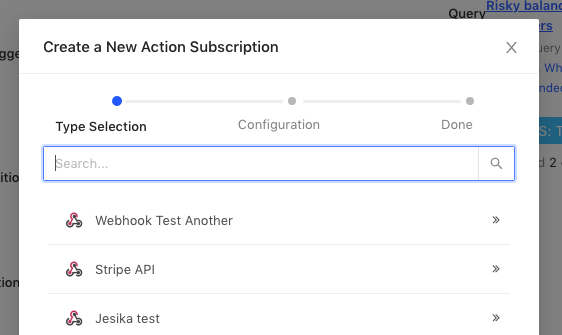 Query
Risky balanc
ers
gge
Create a New Action Subscription
uery
Wh
nded
Type Selection
Configuration
Done
S: T
Search...
d 2
itio
Webhook Test Another
Stripe API
tion
Jesika test